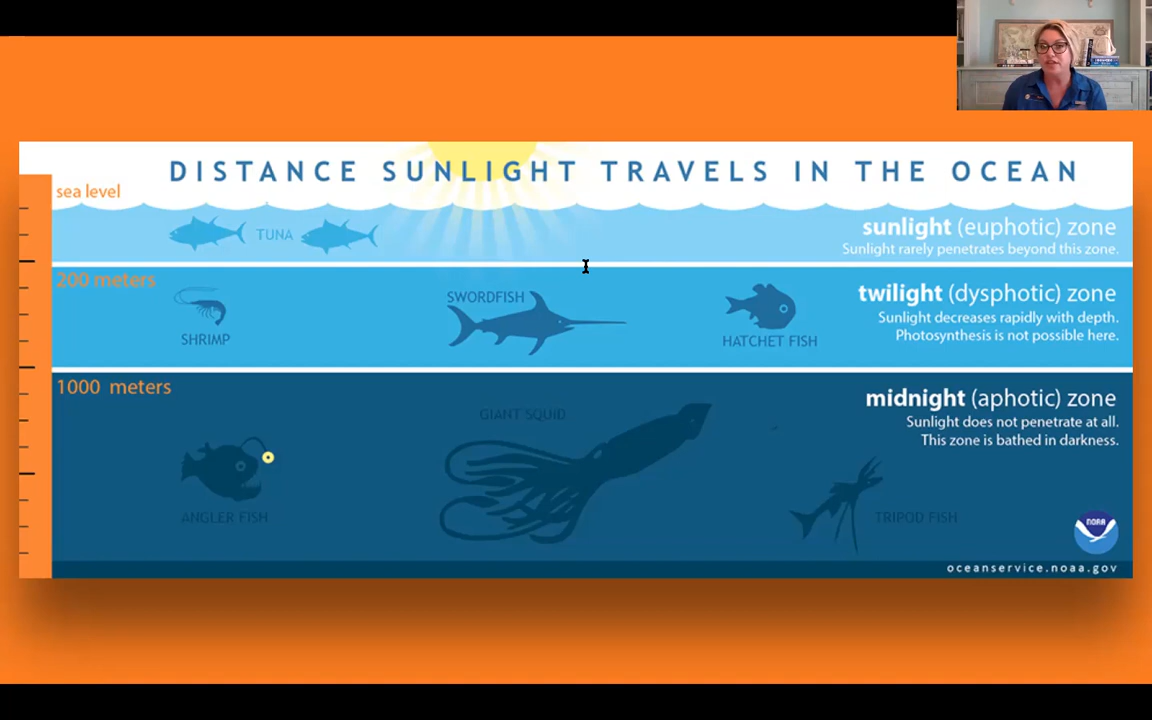 DISTANCE SUNLIGHT TRAVELS IN THE OCEAN
sea level
TUNA
sunlight (euphotic) zone
Sunlight rarely penetrates beyond this zone.
200 meters
SHRIMP
SWORDFISH
HATCHET FISH
twilight (dysphotic) zone
Sunlight decreases rapidly with depth.
Photosynthesis is not possible here.
1000 meters
GIANT SQUID
ANGLER FISH
TRIPOD FISH
midnight (aphotic) zone
Sunlight does not penetrate at all.
This zone is bathed in darkness.
NOAA
oceanservice.noaa.gov